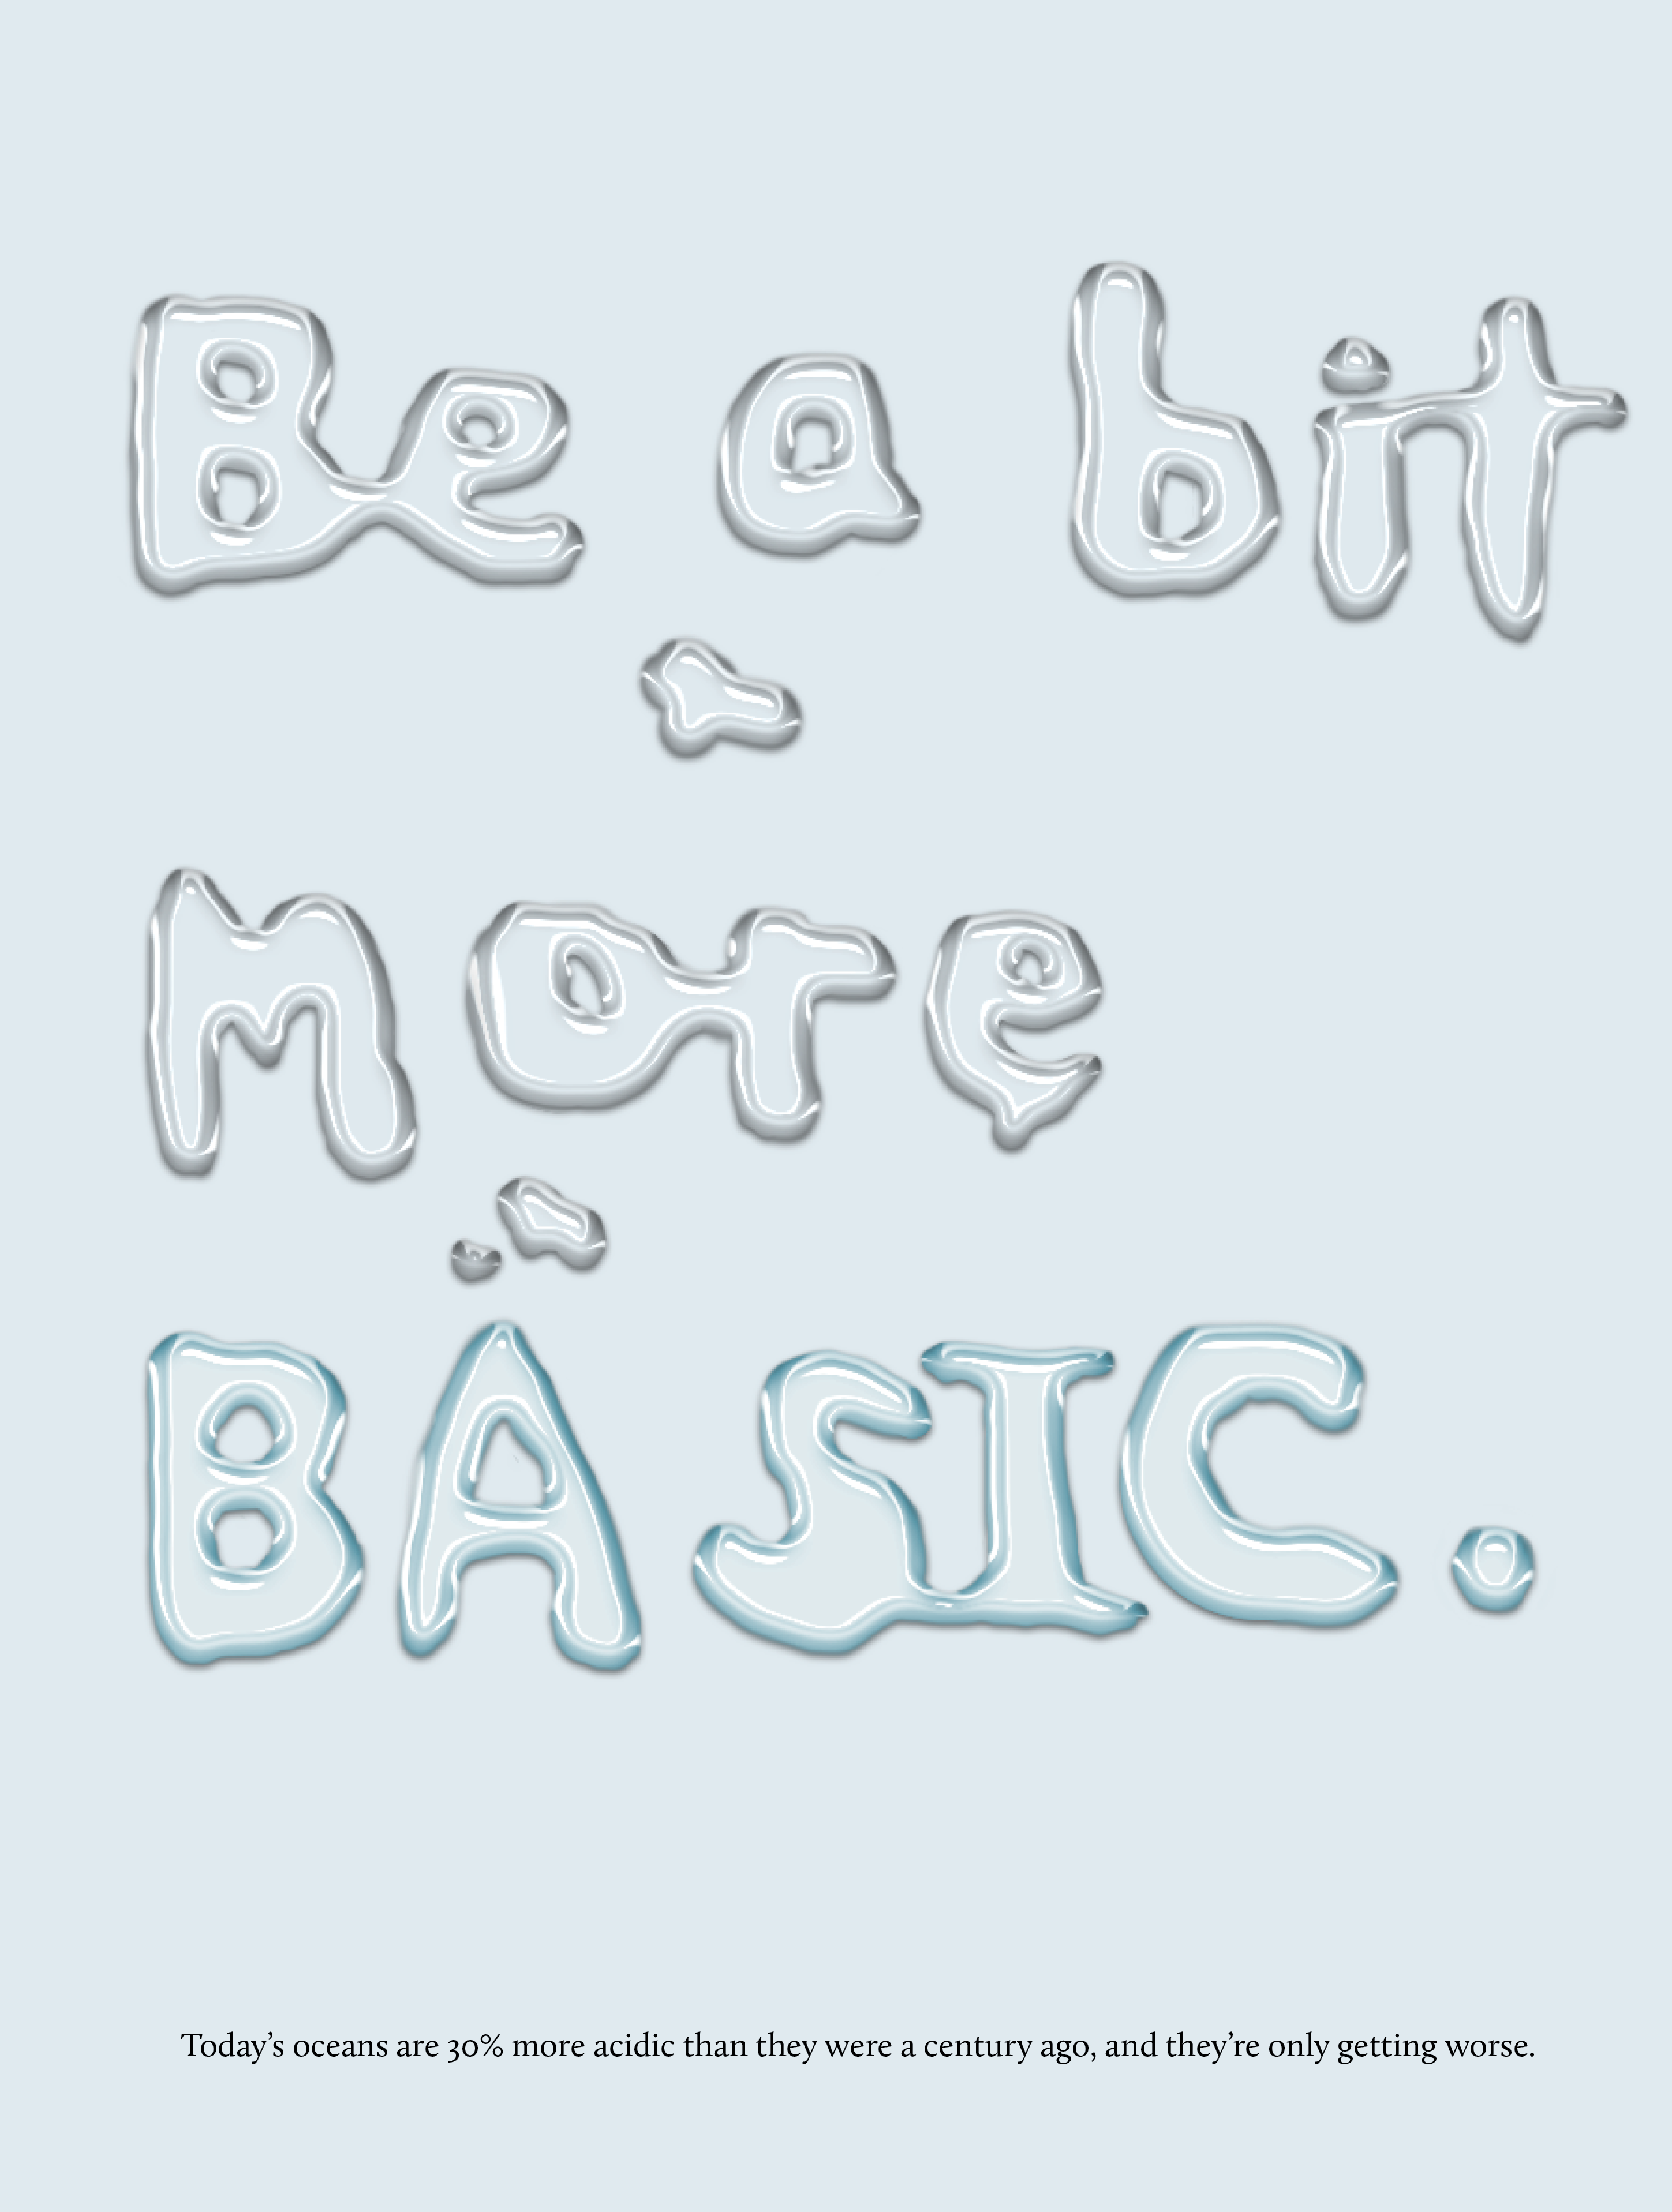 Be a bit
more
BASIC.
Today’s oceans are 30% more acidic than they were a century ago, and they’re only getting worse.